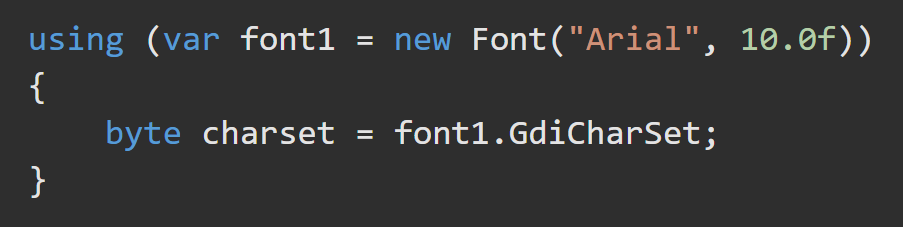 using (var font1 = new Font("Arial", 10.0f))
{
    byte charset = font1.GdiCharSet;
}